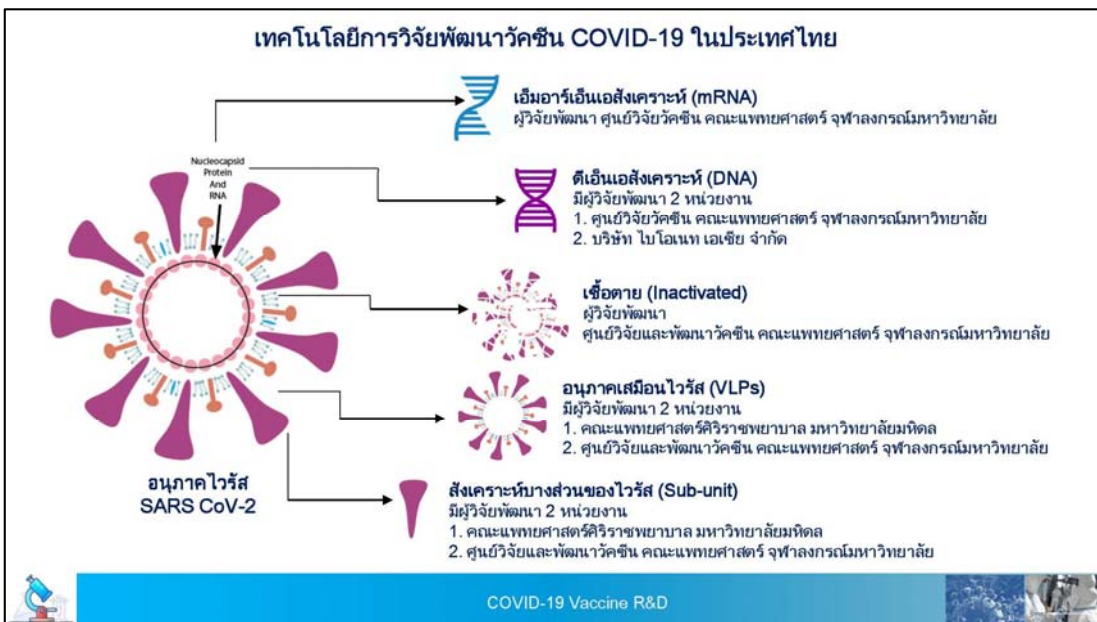 เทคโนโลยีการวิจัยพัฒนาวัคซีน COVID-19 ในประเทศไทย
เอ็มอาร์เอ็นเอสังเคราะห์ (mRNA)
ผู้วิจัยพัฒนา ศูนย์วิจัยวัคซีน คณะแพทยศาสตร์ จุฬาลงกรณ์มหาวิทยาลัย
Nucleocapsid
Protein
And
RNA
ดีเอ็นเอสังเคราะห์ (DNA)
มีผู้วิจัยพัฒนา 2 หน่วยงาน
1. ศูนย์วิจัยวัคซีน คณะแพทยศาสตร์ จุฬาลงกรณ์มหาวิทยาลัย
2. บริษัท ไบโอเนท เอเชีย จำกัด
เชื้อตาย (Inactivated)
ผู้วิจัยพัฒนา
ศูนย์วิจัยและพัฒนาวัคซีน คณะแพทยศาสตร์ จุฬาลงกรณ์มหาวิทยาลัย
อนุภาคเสมือนไวรัส (VLPs)
มีผู้วิจัยพัฒนา 2 หน่วยงาน
1. คณะแพทยศาสตร์ศิริราชพยาบาล มหาวิทยาลัยมหิดล
2. ศูนย์วิจัยและพัฒนาวัคซีน คณะแพทยศาสตร์ จุฬาลงกรณ์มหาวิทยาลัย
อนุภาคไวรัส
SARS CoV-2
สังเคราะห์บางส่วนของไวรัส (Sub-unit)
มีผู้วิจัยพัฒนา 2 หน่วยงาน
1. คณะแพทยศาสตร์ศิริราชพยาบาล มหาวิทยาลัยมหิดล
2. ศูนย์วิจัยและพัฒนาวัคซีน คณะแพทยศาสตร์ จุฬาลงกรณ์มหาวิทยาลัย
COVID-19 Vaccine R&D